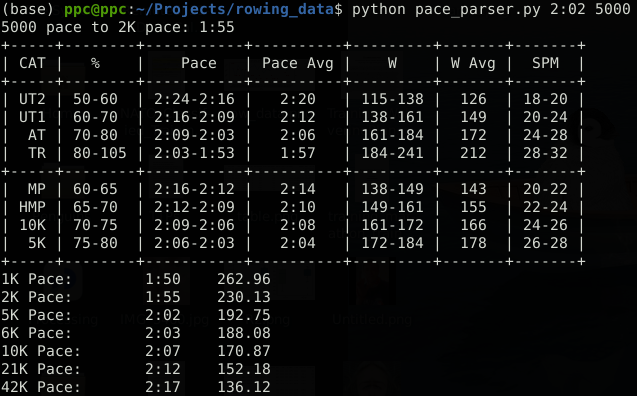 (base) ppc@ppc:~/Projects/rowing_data$ python pace_parser.py 2:02 5000
5000 pace to 2K pace: 1:55
+-----+--------+-------------+----------+---------+-------+-------+
| CAT |   %    |    Pace     | Pace Avg |    W    | W Avg |  SPM  |
+-----+--------+-------------+----------+---------+-------+-------+
| UT2 | 50-60  |  2:24-2:16  |   2:20   | 115-138 |  126  | 18-20 |
| UT1 | 60-70  |  2:16-2:09  |   2:12   | 138-161 |  149  | 20-24 |
|  AT | 70-80  |  2:09-2:03  |   2:06   | 161-184 |  172  | 24-28 |
|  TR | 80-105 |  2:03-1:53  |   1:57   | 184-241 |  212  | 28-32 |
+-----+--------+-------------+----------+---------+-------+-------+
|  MP | 60-65  |  2:16-2:12  |   2:14   | 138-149 |  143  | 20-22 |
| HMP | 65-70  |  2:12-2:09  |   2:10   | 149-161 |  155  | 22-24 |
| 10K | 70-75  |  2:09-2:06  |   2:08   | 161-172 |  166  | 24-26 |
|  5K | 75-80  |  2:06-2:03  |   2:04   | 172-184 |  178  | 26-28 |
+-----+--------+-------------+----------+---------+-------+-------+
1K Pace:        1:50    262.96
2K Pace:        1:55    230.13
5K Pace:        2:02    192.75
6K Pace:        2:03    188.08
10K Pace:       2:07    170.87
21K Pace:       2:12    152.18
42K Pace:       2:17    136.12